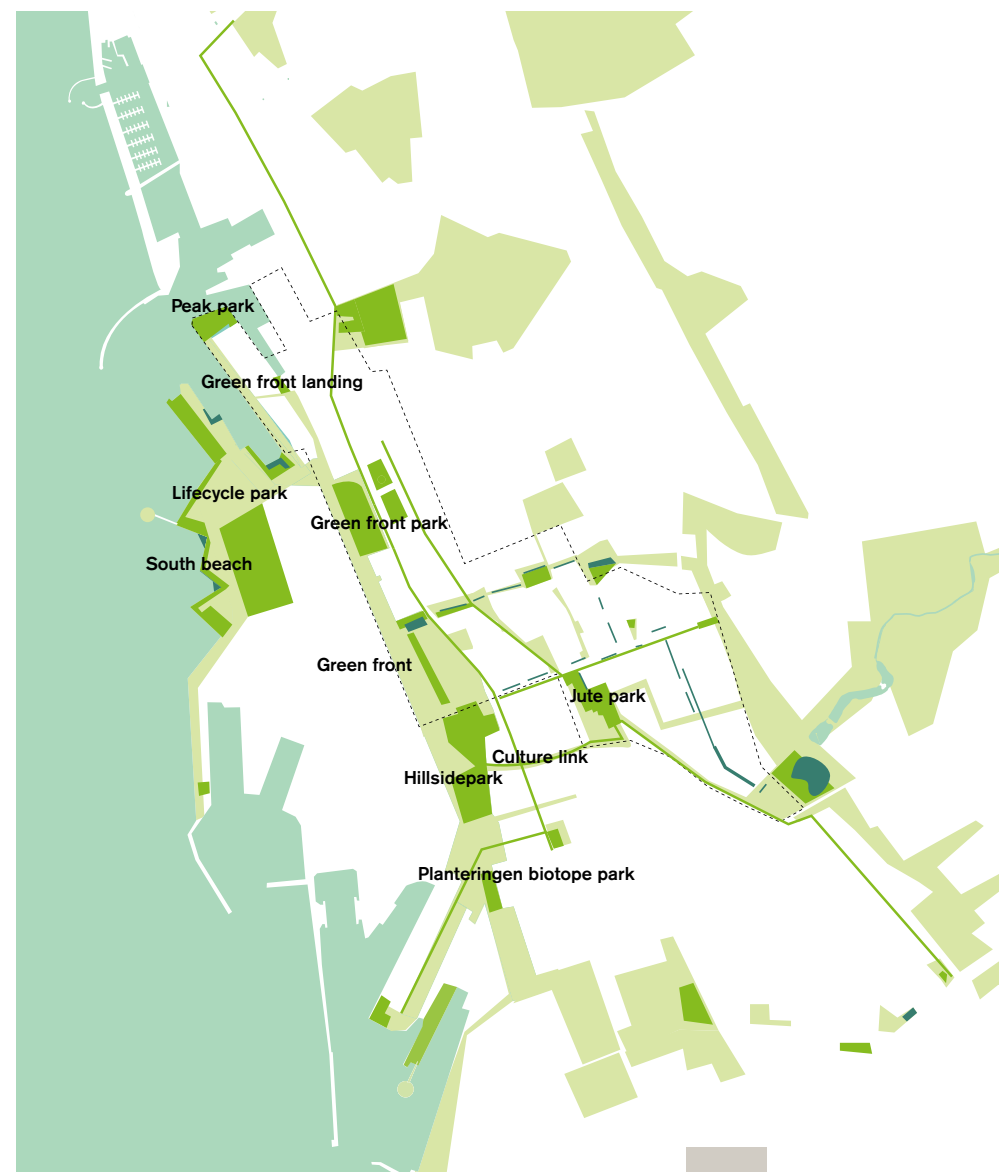 Peak park
Green front landing
Lifecycle park
Green front park
South beach
Green front
Jute park
Culture link
Hillsidepark
Planteringen biotope park